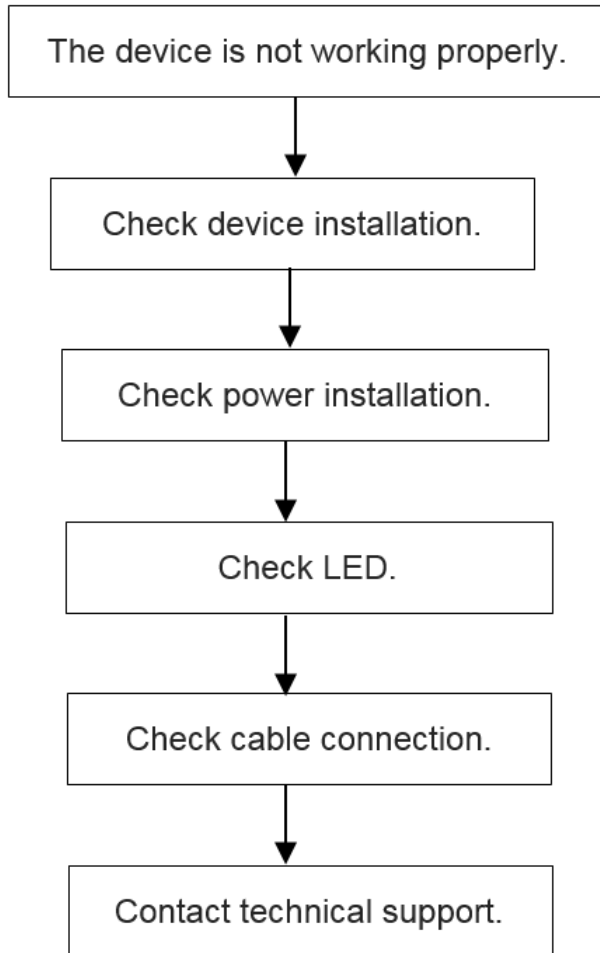 The device is not working properly.
Check device installation.
Check power installation.
Check LED.
Check cable connection.
Contact technical support.